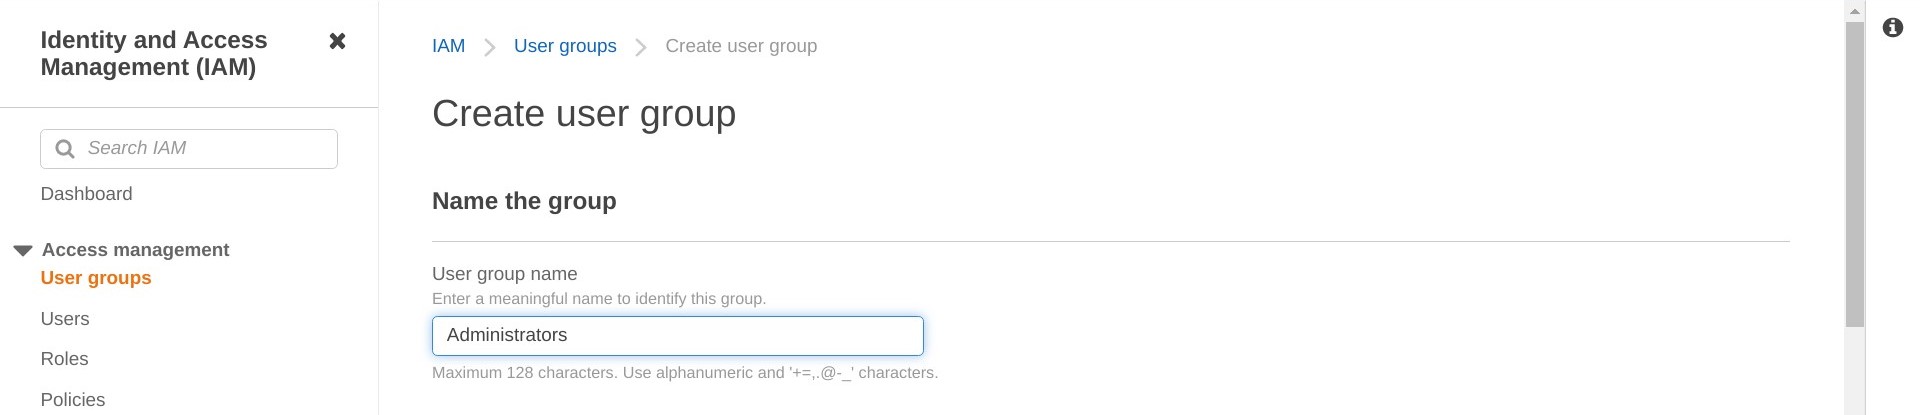 Identity and Access
Management (IAM)
Search IAM
Dashboard
Access management
User groups
Users
Roles
Policies
IAM User groups Create user group
Create user group
Name the group
User group name
Enter a meaningful name to identify this group.
Administrators
Maximum 128 characters. Use alphanumeric and '+=,.@-_' characters.